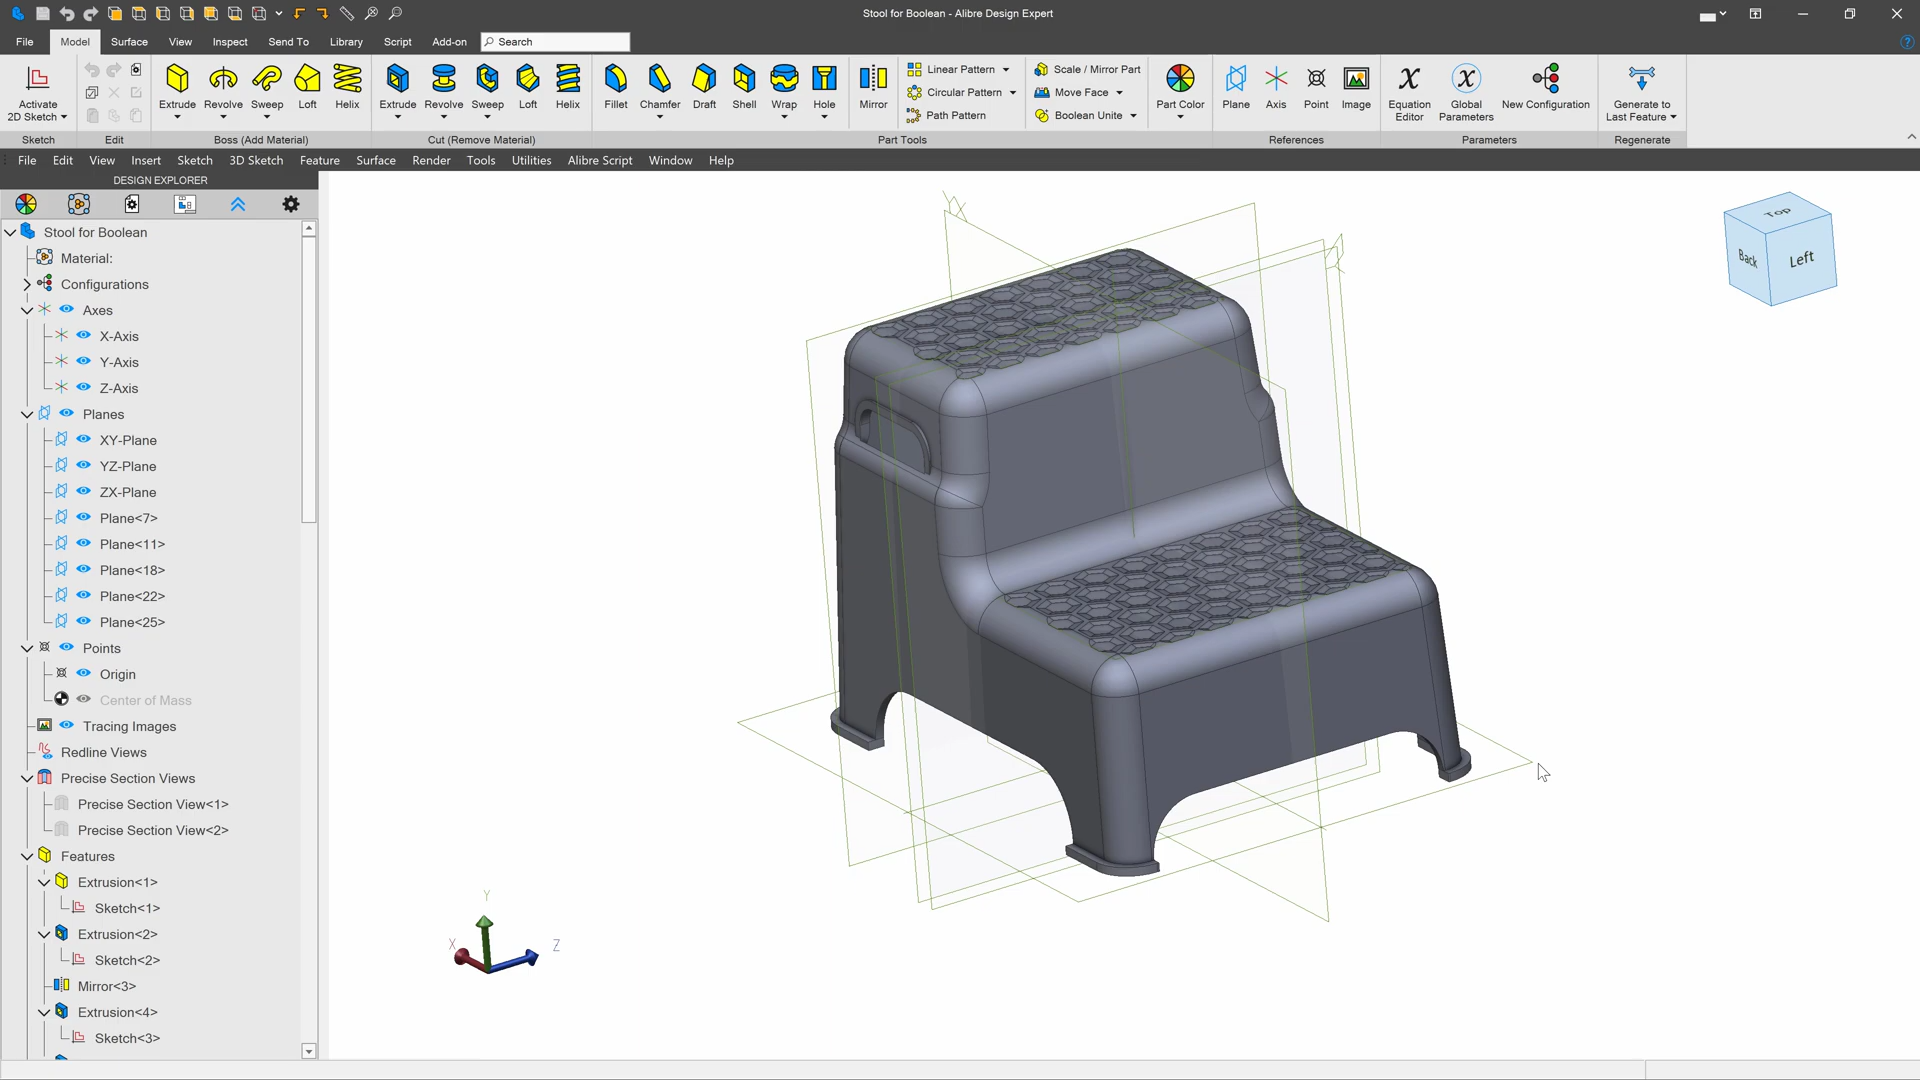 Stool for Boolean - Alibre Design Expert
File Model Surface View Inspect Send To Library Script Add-on Search
Activate 2D Sketch
Sketch
Edit
Extrude Revolve Sweep Loft Helix
Boss (Add Material)
Extrude Revolve Sweep Loft Helix
Cut (Remove Material)
Fillet Chamfer Draft Shell Wrap Hole Mirror
Linear Pattern
Circular Pattern
Path Pattern
Scale / Mirror Part
Move Face
Boolean Unite
Part Color
Part Tools
Plane Axis Point Image
References
Equation Editor
Global Parameters
New Configuration
Parameters
Generate to Last Feature
Regenerate
File Edit View Insert Sketch 3D Sketch Feature Surface Render Tools Utilities Alibre Script Window Help
DESIGN EXPLORER
Stool for Boolean
Material:
Configurations
Axes
X-Axis
Y-Axis
Z-Axis
Planes
XY-Plane
YZ-Plane
ZX-Plane
Plane<7>
Plane<11>
Plane<18>
Plane<22>
Plane<25>
Points
Origin
Center of Mass
Tracing Images
Redline Views
Precise Section Views
Precise Section View<1>
Precise Section View<2>
Features
Extrusion<1>
Sketch<1>
Extrusion<2>
Sketch<2>
Mirror<3>
Extrusion<4>
Sketch<3>
Top
Back
Left
Y
X
Z